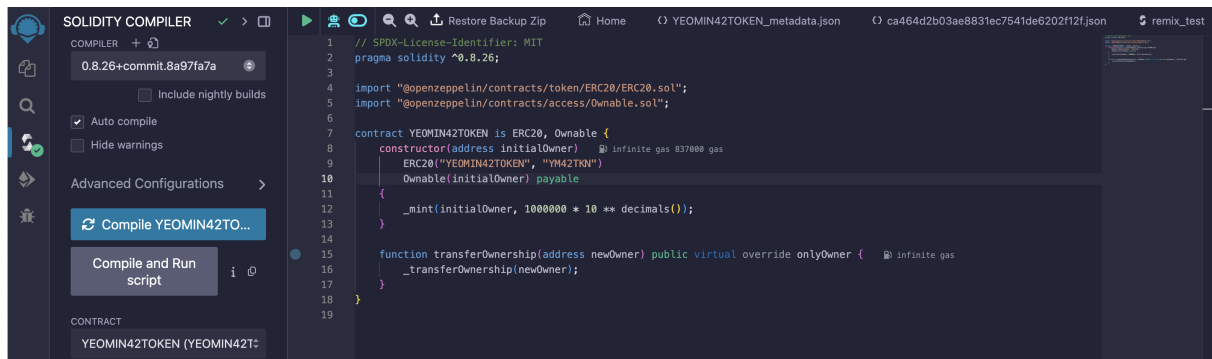 SOLIDITY COMPILER
COMPILER
0.8.26+commit.8a97fa7a
Include nightly builds
Auto compile
Hide warnings
Advanced Configurations
Compile YEOMIN42TO...
Compile and Run
script
i
CONTRACT
YEOMIN42TOKEN (YEOMIN42T
Restore Backup Zip
Home
YEOMIN42TOKEN_metadata.json
ca464d2b03ae8831ec7541de6202f12f.json
remix_test
1 // SPDX-License-Identifier: MIT
2 pragma solidity ^0.8.26;
3
4 import "@openzeppelin/contracts/token/ERC20/ERC20.sol";
5 import "@openzeppelin/contracts/access/Ownable.sol";
6
7 contract YEOMIN42TOKEN is ERC20, Ownable {
8 constructor(address initialOwner) infinite gas 837000 gas
9 ERC20("YEOMIN42TOKEN", "YM42TKN")
10 Ownable(initialOwner) payable
11 {
12 _mint(initialOwner, 1000000 * 10 ** decimals());
13 }
14
15 function transferOwnership(address newOwner) public virtual override onlyOwner { infinite gas
16 _transferOwnership(newOwner);
17 }
18 }
19